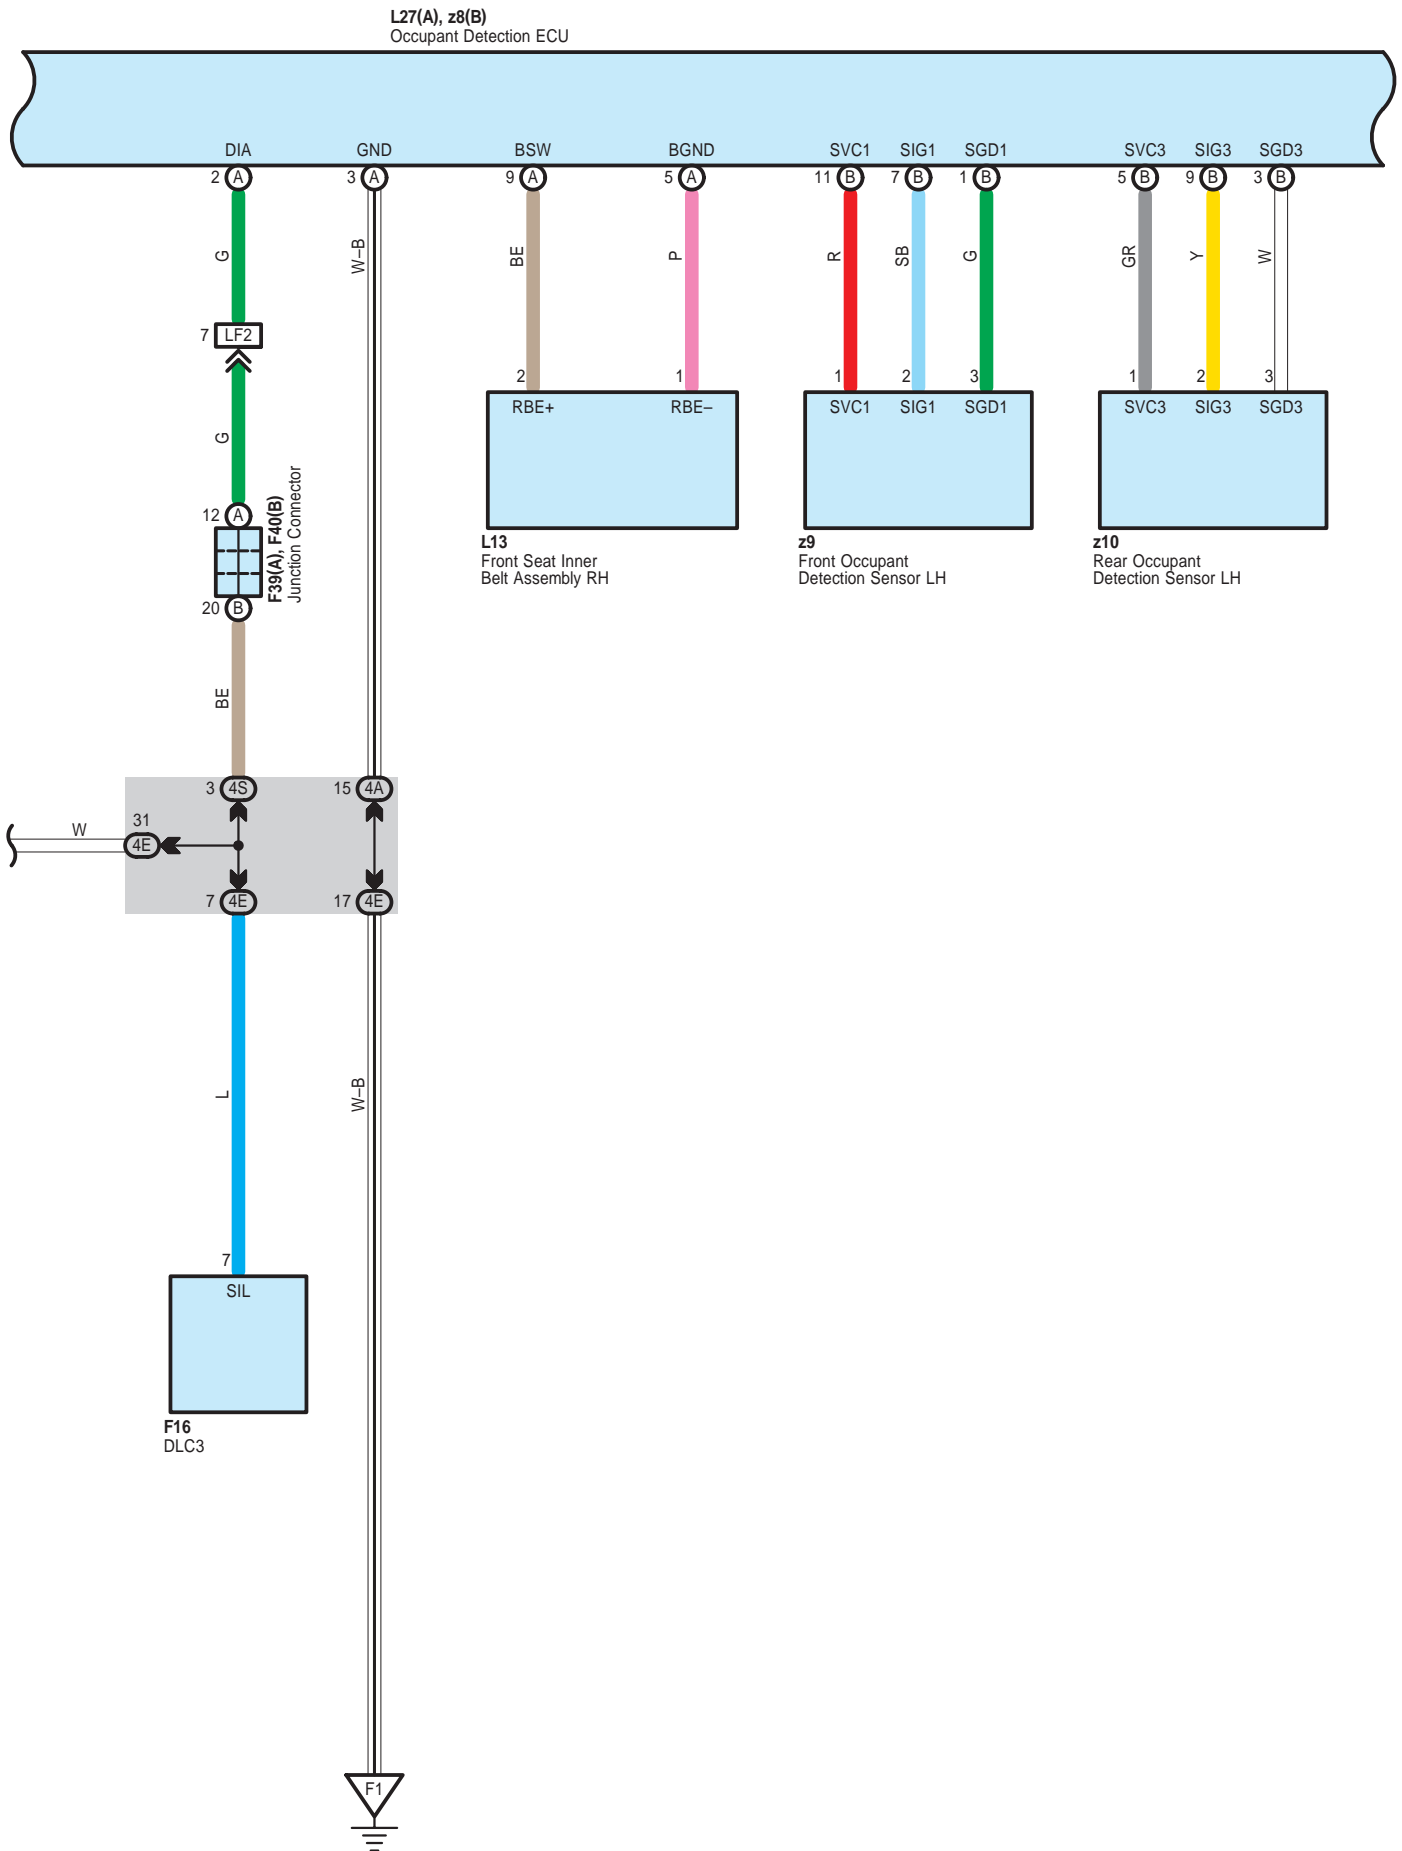 L27(A), z8(B)
Occupant Detection ECU
DIA GND BSW BGND SVC1 SIG1 SGD1 SVC3 SIG3 SGD3
2 A 3 A 9 A 5 A 11 B 7 B 1 B 5 B 9 B 3 B
G W–B BE P R SB G GR Y W
7 LF2
2 1 1 2 3 1 2 3
RBE+ RBE– SVC1 SIG1 SGD1 SVC3 SIG3 SGD3
G
12 A
F39(A), F40(B)
Junction Connector
20 B
L13
Front Seat Inner
Belt Assembly RH
z9
Front Occupant
Detection Sensor LH
z10
Rear Occupant
Detection Sensor LH
BE
3 4S 15 4A
W 31
4E
7 4E 17 4E
L W–B
7
SIL
F16
DLC3
F1